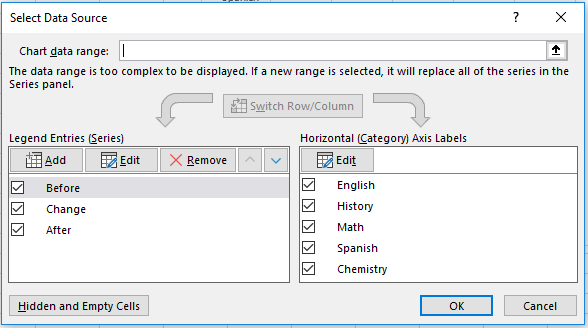 Select Data Source
?
Chart data range:
The data range is too complex to be displayed. If a new range is selected, it will replace all of the series in the
Series panel.
Switch Row/Column
Legend Entries (Series)
Horizontal (Category) Axis Labels
Add Edit Remove
Edit
Before
Change
After
English
History
Math
Spanish
Chemistry
Hidden and Empty Cells
OK
Cancel